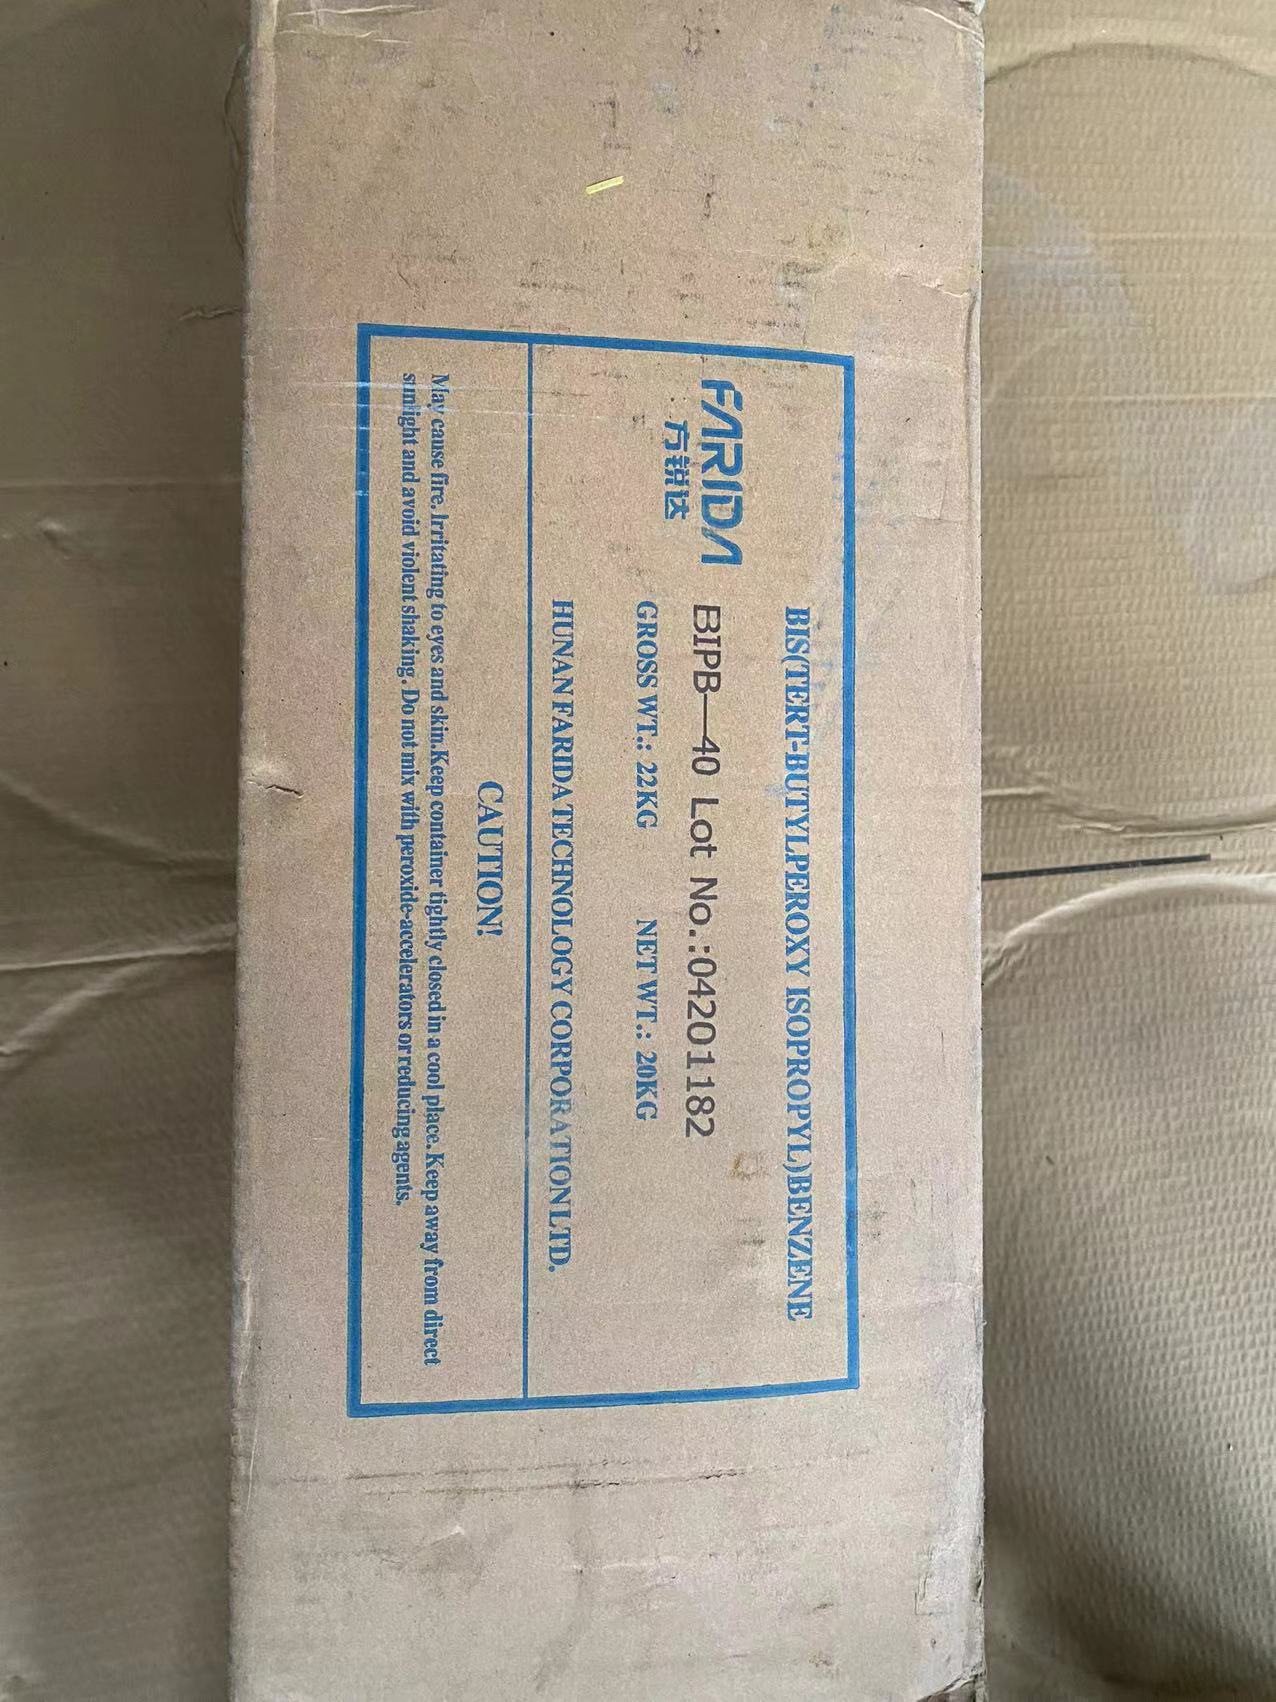 BIS(TERT-BUTYLPEROXY ISOPROPYL)BENZENE
FARIDA
方锐达
BIPB—40 Lot No.:04201182
GROSS WT.: 22KG NET WT.: 20KG
HUNAN FARIDA TECHNOLOGY CORPORATION LTD.
CAUTION!
May cause fire. Irritating to eyes and skin.Keep container tightly closed in a cool place. Keep away from direct
sunlight and avoid violent shaking. Do not mix with peroxide-accelerators or reducing agents.